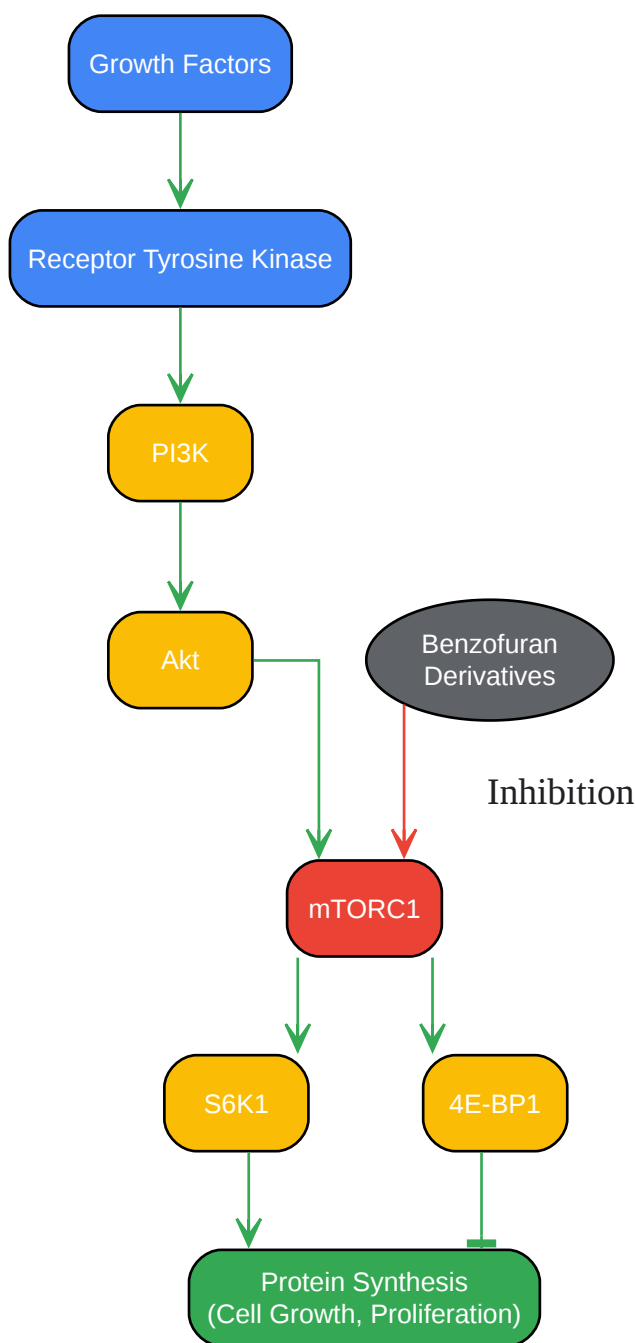 Growth Factors
Receptor Tyrosine Kinase
PI3K
Akt
Benzofuran
Derivatives
Inhibition
mTORC1
S6K1
4E-BP1
Protein Synthesis
(Cell Growth, Proliferation)